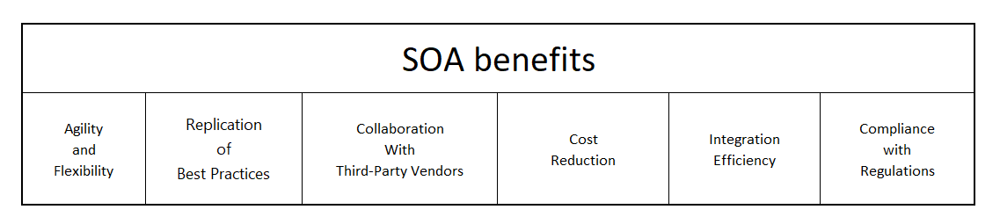 SOA benefits
Agility
and
Flexibility
Replication
of
Best Practices
Collaboration
With
Third-Party Vendors
Cost
Reduction
Integration
Efficiency
Compliance
with
Regulations